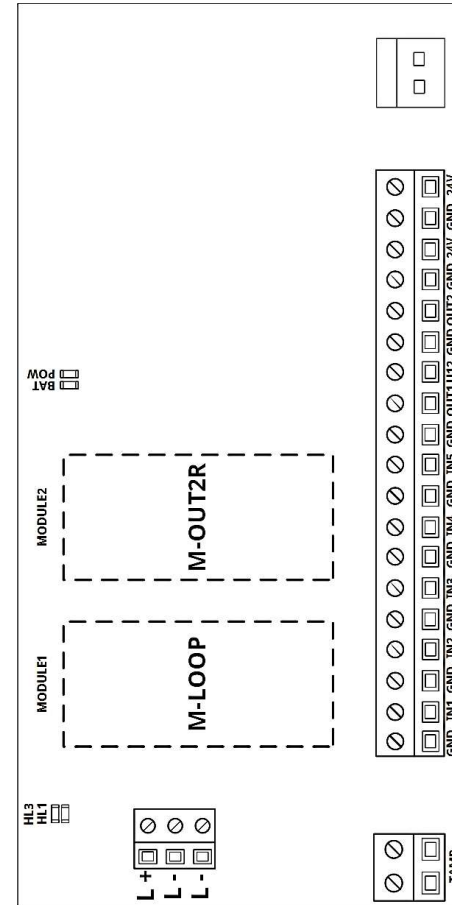 24V
GND
24V
GND
OUT2
GND
U12
OUT1
GND
IN5
GND
IN4
GND
IN3
GND
IN2
GND
IN1
GND
POW
BAT
MODULE2
M-OUT2R
MODULE1
M-LOOP
HL3
HL1
L +
L -
L -
TAMP